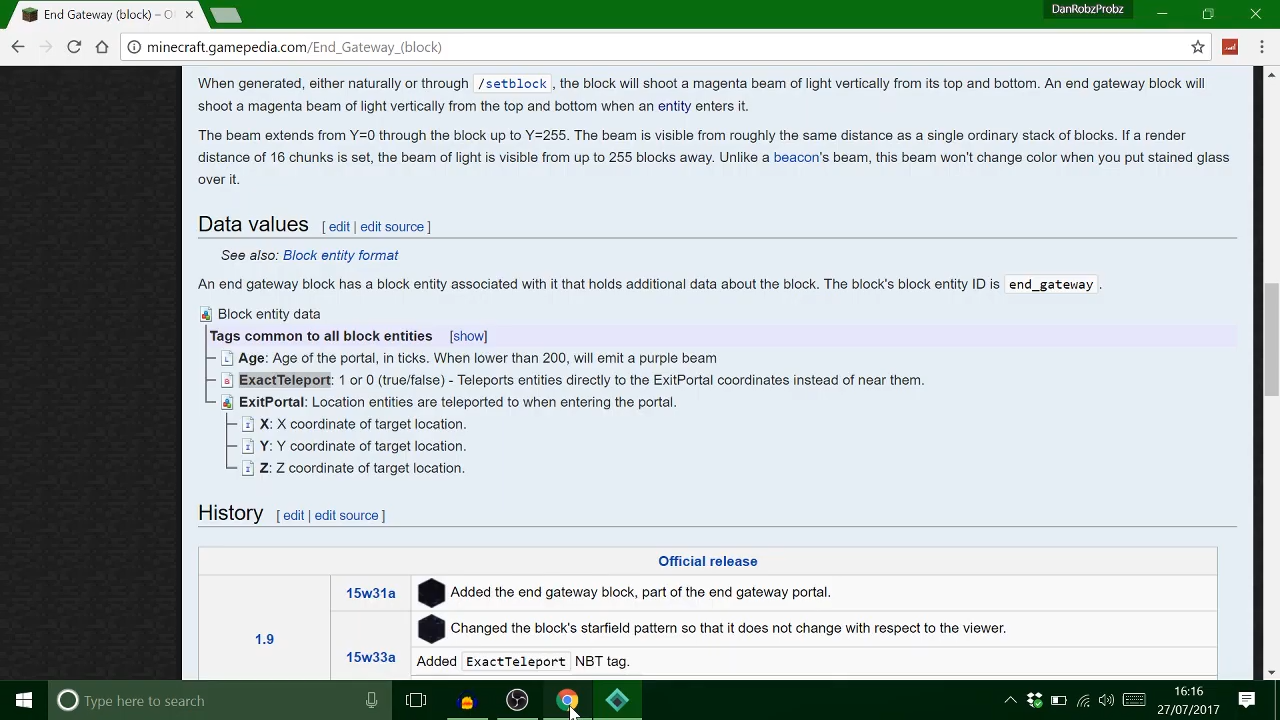 End Gateway (block) – O
DanRobzProbz
minecraft.gamepedia.com/End_Gateway_(block)
When generated, either naturally or through /setblock, the block will shoot a magenta beam of light vertically from its top and bottom. An end gateway block will
shoot a magenta beam of light vertically from the top and bottom when an entity enters it.
The beam extends from Y=0 through the block up to Y=255. The beam is visible from roughly the same distance as a single ordinary stack of blocks. If a render
distance of 16 chunks is set, the beam of light is visible from up to 255 blocks away. Unlike a beacon's beam, this beam won't change color when you put stained glass
over it.
Data values [ edit | edit source ]
See also: Block entity format
An end gateway block has a block entity associated with it that holds additional data about the block. The block's block entity ID is end_gateway.
Block entity data
Tags common to all block entities [show]
L Age: Age of the portal, in ticks. When lower than 200, will emit a purple beam
B ExactTeleport: 1 or 0 (true/false) - Teleports entities directly to the ExitPortal coordinates instead of near them.
ExitPortal: Location entities are teleported to when entering the portal.
I X: X coordinate of target location.
I Y: Y coordinate of target location.
I Z: Z coordinate of target location.
History [ edit | edit source ]
Official release
15w31a Added the end gateway block, part of the end gateway portal.
Changed the block's starfield pattern so that it does not change with respect to the viewer.
1.9
15w33a
Added ExactTeleport NBT tag.
Type here to search
16:16
27/07/2017